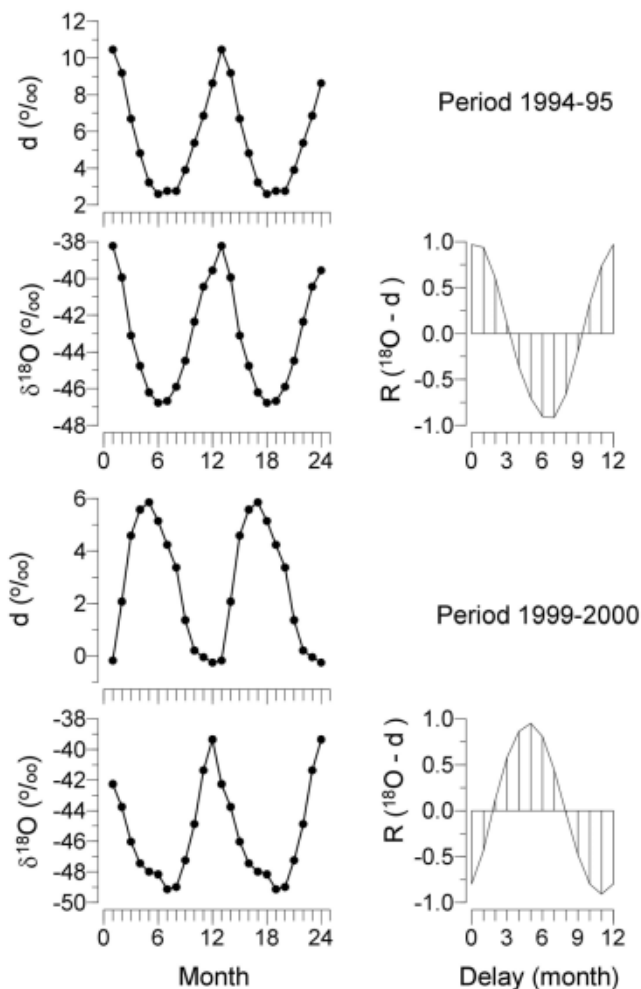 12
10
8
6
4
2
d (º/oo)
Period 1994-95
-38
-40
-42
-44
-46
-48
δ18O (º/oo)
0 6 12 18 24
1.0
0.5
0.0
-0.5
-1.0
R (18O - d )
0 3 6 9 12
6
4
2
0
d (º/oo)
Period 1999-2000
-38
-40
-42
-44
-46
-48
-50
δ18O (º/oo)
0 6 12 18 24
Month
1.0
0.5
0.0
-0.5
-1.0
R (18O - d )
0 3 6 9 12
Delay (month)